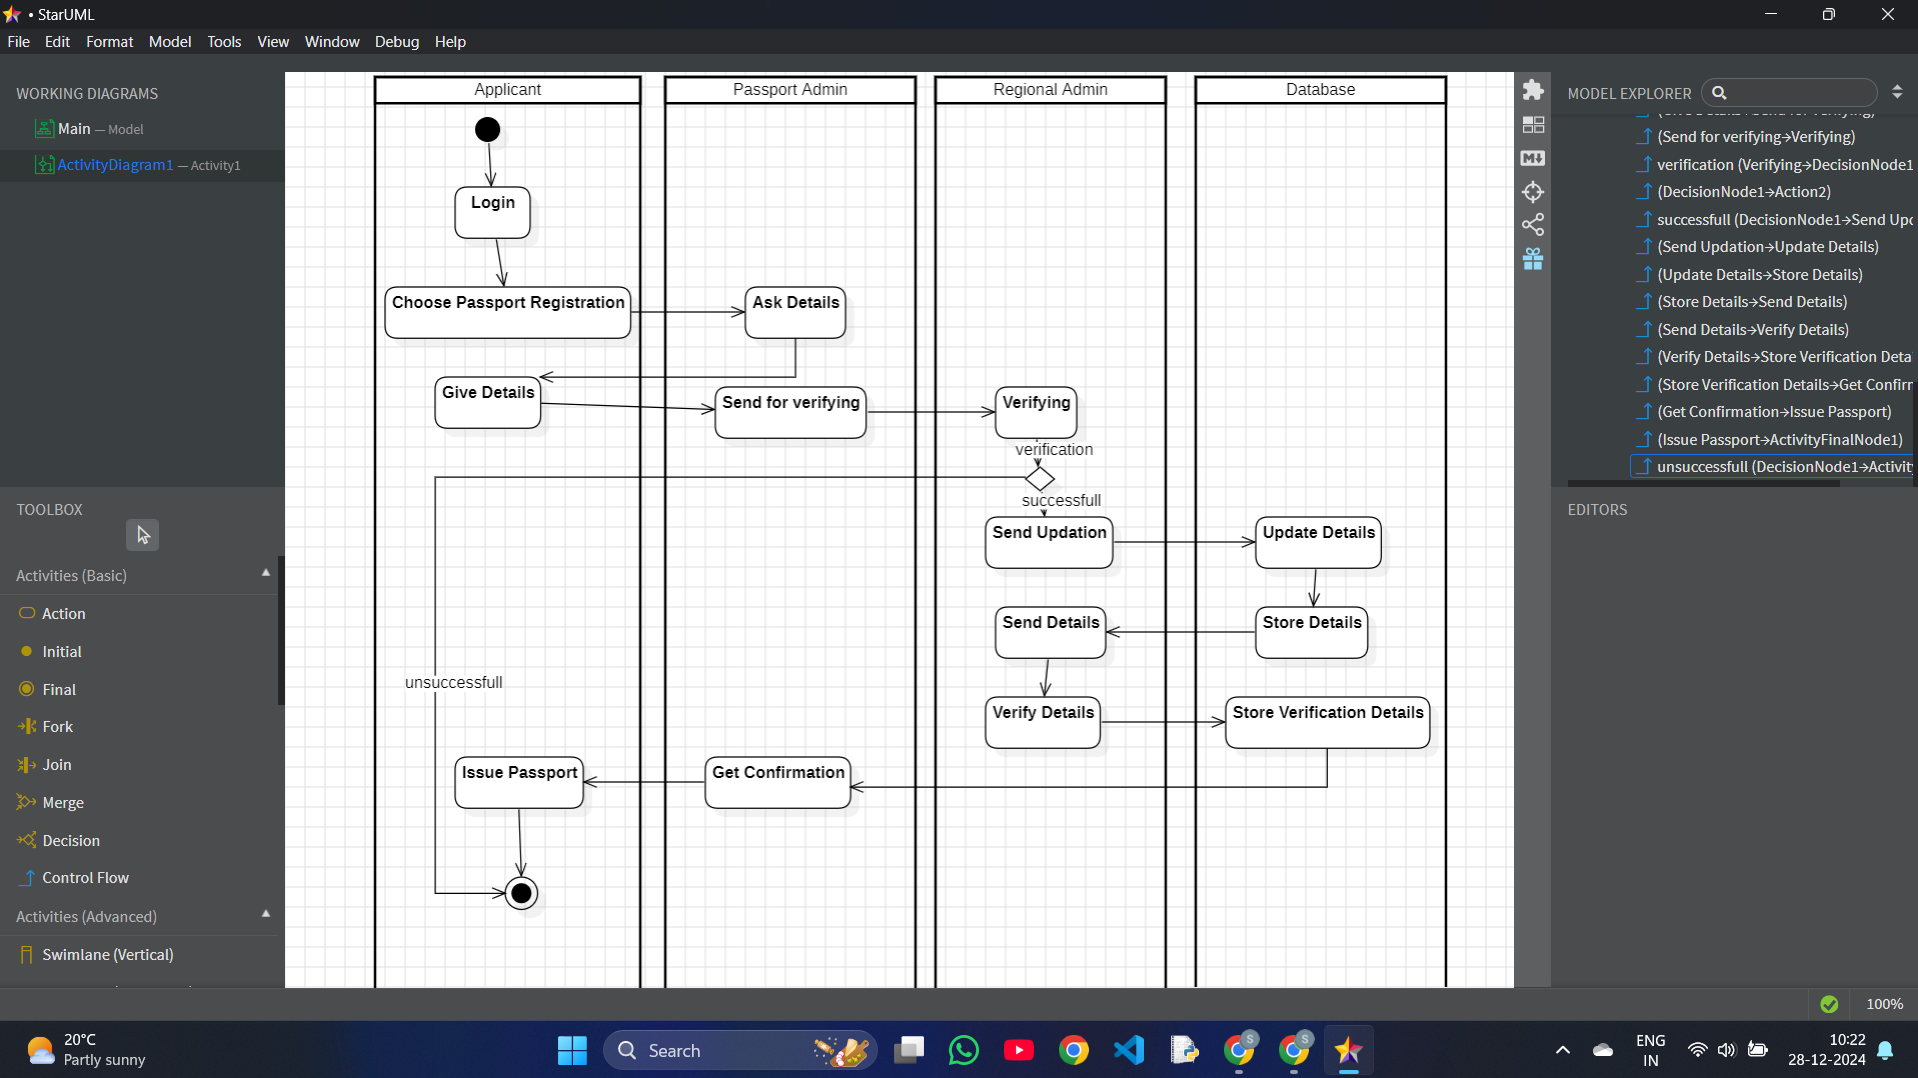 • StarUML
File Edit Format Model Tools View Window Debug Help
WORKING DIAGRAMS
Main — Model
ActivityDiagram1 — Activity1
TOOLBOX
Activities (Basic)
Action
Initial
Final
Fork
Join
Merge
Decision
Control Flow
Activities (Advanced)
Swimlane (Vertical)
Applicant
Passport Admin
Regional Admin
Database
Login
Choose Passport Registration
Ask Details
Give Details
Send for verifying
Verifying
verification
successfull
Send Updation
Update Details
Send Details
Store Details
unsuccessfull
Verify Details
Store Verification Details
Issue Passport
Get Confirmation
M
MODEL EXPLORER
(Send for verifying→Verifying)
verification (Verifying→DecisionNode1
(DecisionNode1→Action2)
successfull (DecisionNode1→Send Upd
(Send Updation→Update Details)
(Update Details→Store Details)
(Store Details→Send Details)
(Send Details→Verify Details)
(Verify Details→Store Verification Deta
(Store Verification Details→Get Confirm
(Get Confirmation→Issue Passport)
(Issue Passport→ActivityFinalNode1)
unsuccessfull (DecisionNode1→Activity
EDITORS
100%
20°C
Partly sunny
Search
S
S
ENG
IN
10:22
28-12-2024